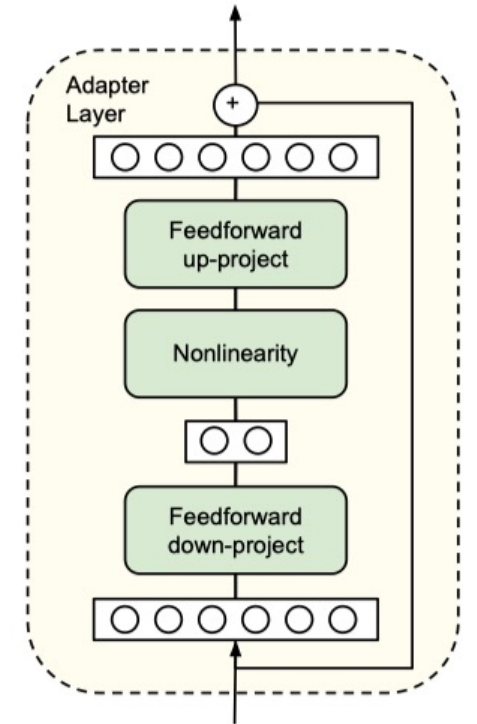 Adapter
Layer
+
Feedforward
up-project
Nonlinearity
Feedforward
down-project